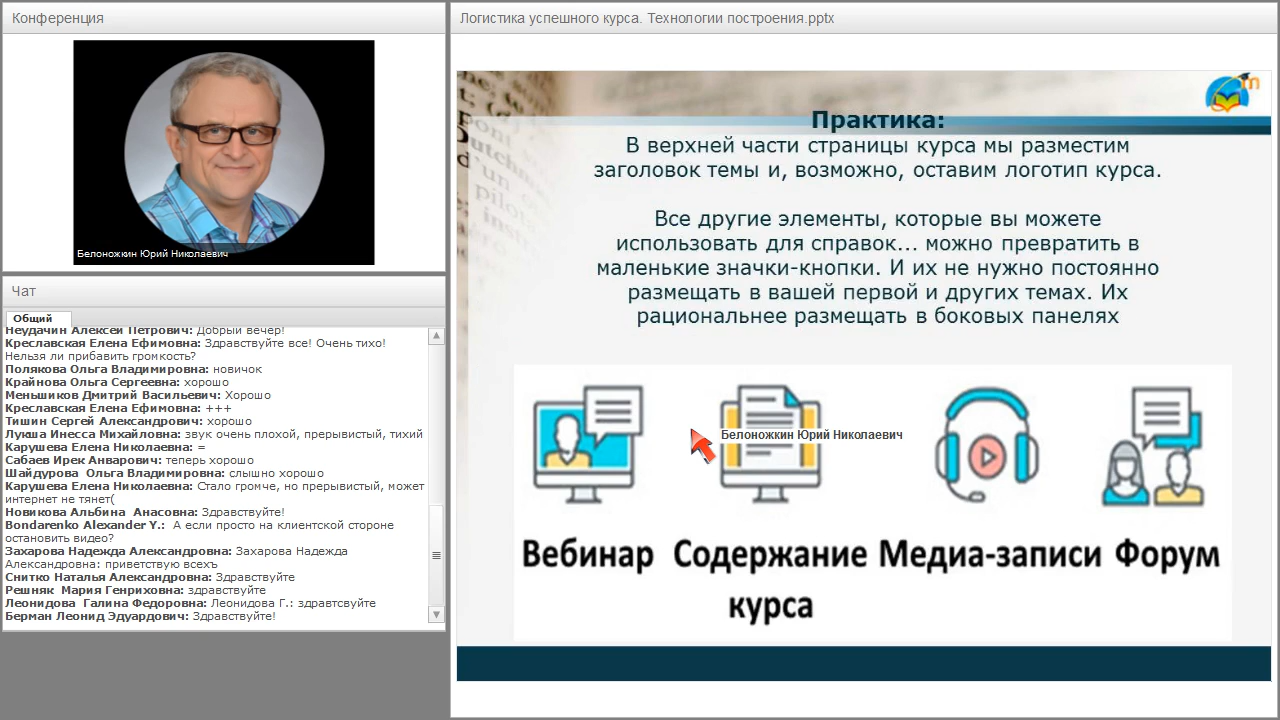 Конференция
Белоножкин Юрий Николаевич
Чат
Общий
Неудачин Алексей Петрович: Добрый вечер!
Креславская Елена Ефимовна: Здравствуйте все! Очень тихо!
Нельзя ли прибавить громкость?
Полякова Ольга Владимировна: новичок
Крайнова Ольга Сергеевна: хорошо
Меньшиков Дмитрий Васильевич: Хорошо
Креславская Елена Ефимовна: +++
Тишин Сергей Александрович: хорошо
Лукша Инесса Михайловна: звук очень плохой, прерывистый, тихий
Карушева Елена Николаевна: =
Сабаев Ирек Анварович: теперь хорошо
Шайдурова Ольга Владимировна: слышно хорошо
Карушева Елена Николаевна: Стало громче, но прерывистый, может
интернет не тянет(
Новикова Альбина Анасовна: Здравствуйте!
Bondarenko Alexander Y.: А если просто на клиентской стороне
остановить видео?
Захарова Надежда Александровна: Захарова Надежда
Александровна: приветствую всехъ
Снитко Наталья Александровна: Здравствуйте
Решняк Мария Генриховна: здравствуйте
Леонидова Галина Федоровна: Леонидова Г.: здравтсвуйте
Берман Леонид Эдуардович: Здравствуйте!
Логистика успешного курса. Технологии построения.pptx
Практика:
В верхней части страницы курса мы разместим
заголовок темы и, возможно, оставим логотип курса.
Все другие элементы, которые вы можете
использовать для справок... можно превратить в
маленькие значки-кнопки. И их не нужно постоянно
размещать в вашей первой и других темах. Их
рациональнее размещать в боковых панелях
Белоножкин Юрий Николаевич
Вебинар Содержание Медиа-записи Форум
курса